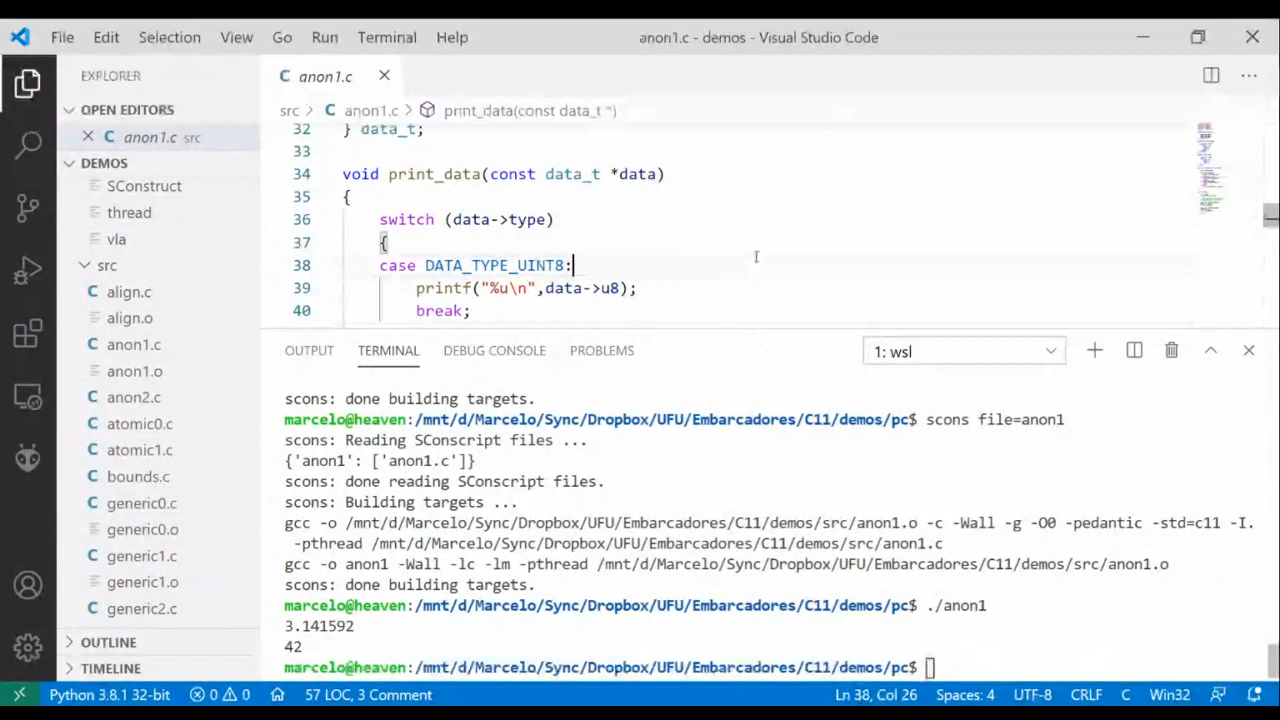 File Edit Selection View Go Run Terminal Help anon1.c - demos - Visual Studio Code
EXPLORER
OPEN EDITORS
anon1.c src
DEMOS
SConstruct
thread
vla
src
align.c
align.o
anon1.c
anon1.o
anon2.c
atomic0.c
atomic1.c
bounds.c
generic0.c
generic0.o
generic1.c
generic1.o
generic2.c
OUTLINE
TIMELINE
C anon1.c
src > C anon1.c > print_data(const data_t *)
32 } data_t;
33
34 void print_data(const data_t *data)
35 {
36 switch (data->type)
37 {
38 case DATA_TYPE_UINT8:
39 printf("%u\n",data->u8);
40 break;
OUTPUT TERMINAL DEBUG CONSOLE PROBLEMS 1: wsl
scons: done building targets.
marcelo@heaven:/mnt/d/Marcelo/Sync/Dropbox/UFU/Embarcadores/C11/demos/pc$ scons file=anon1
scons: Reading SConscript files ...
{'anon1': ['anon1.c']}
scons: done reading SConscript files.
scons: Building targets ...
gcc -o /mnt/d/Marcelo/Sync/Dropbox/UFU/Embarcadores/C11/demos/src/anon1.o -c -Wall -g -O0 -pedantic -std=c11 -I.
-pthread /mnt/d/Marcelo/Sync/Dropbox/UFU/Embarcadores/C11/demos/src/anon1.c
gcc -o anon1 -Wall -lc -lm -pthread /mnt/d/Marcelo/Sync/Dropbox/UFU/Embarcadores/C11/demos/src/anon1.o
scons: done building targets.
marcelo@heaven:/mnt/d/Marcelo/Sync/Dropbox/UFU/Embarcadores/C11/demos/pc$ ./anon1
3.141592
42
marcelo@heaven:/mnt/d/Marcelo/Sync/Dropbox/UFU/Embarcadores/C11/demos/pc$
Python 3.8.1 32-bit 0 0 57 LOC, 3 Comment Ln 38, Col 26 Spaces: 4 UTF-8 CRLF C Win32